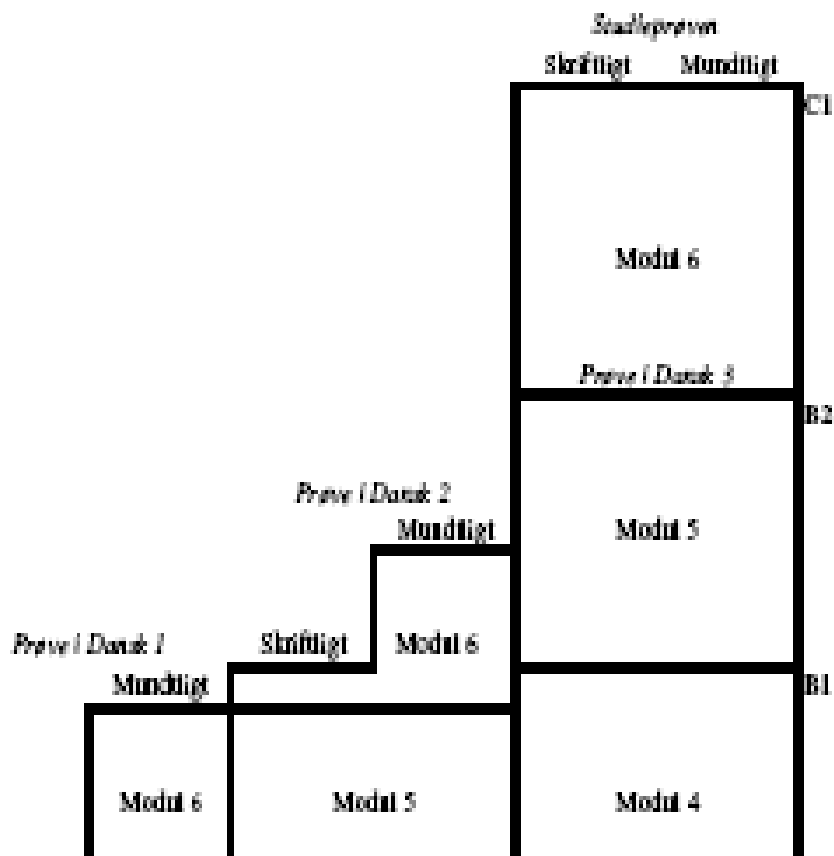 Studieprøven
Skriftligt Mundtligt
C1
Modul 6
Prøve i Dansk 3
B2
Prøve i Dansk 2
Mundtligt
Modul 5
Prøve i Dansk 1
Skriftligt
Modul 6
Mundtligt
B1
Modul 6
Modul 5
Modul 4